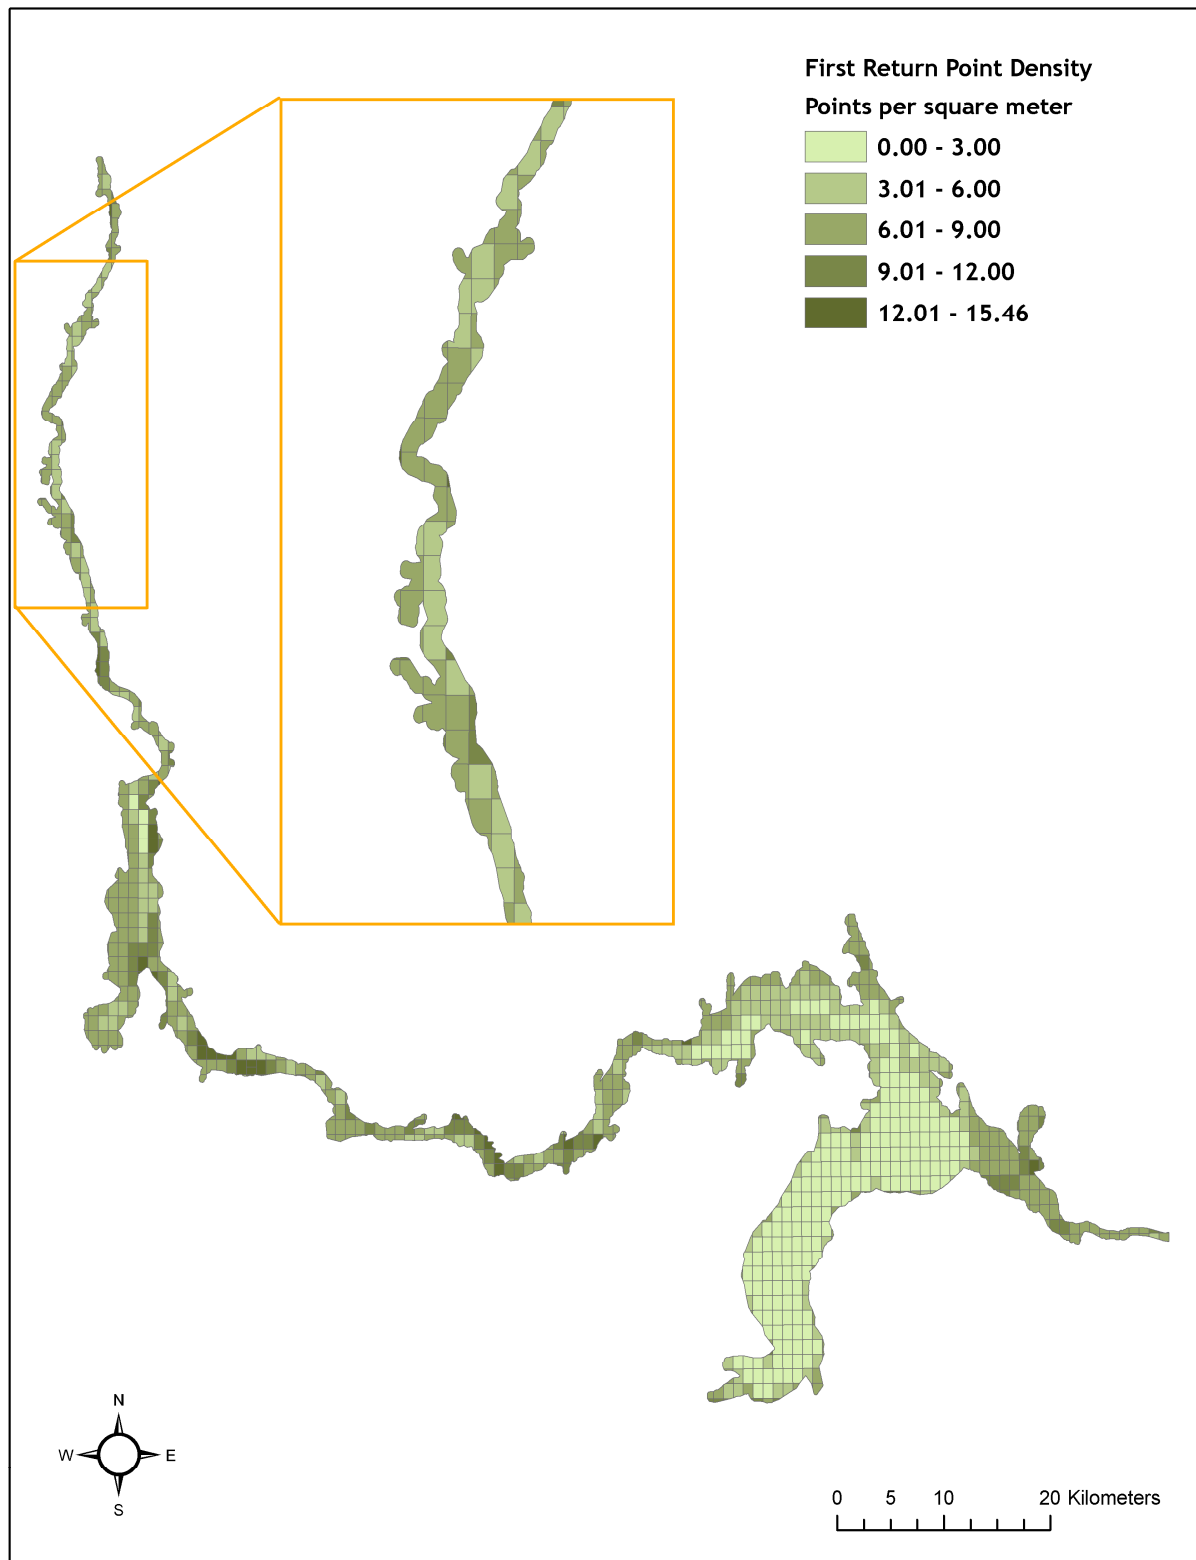 First Return Point Density
Points per square meter
0.00 - 3.00
3.01 - 6.00
6.01 - 9.00
9.01 - 12.00
12.01 - 15.46
N
W E
S
0 5 10 20 Kilometers